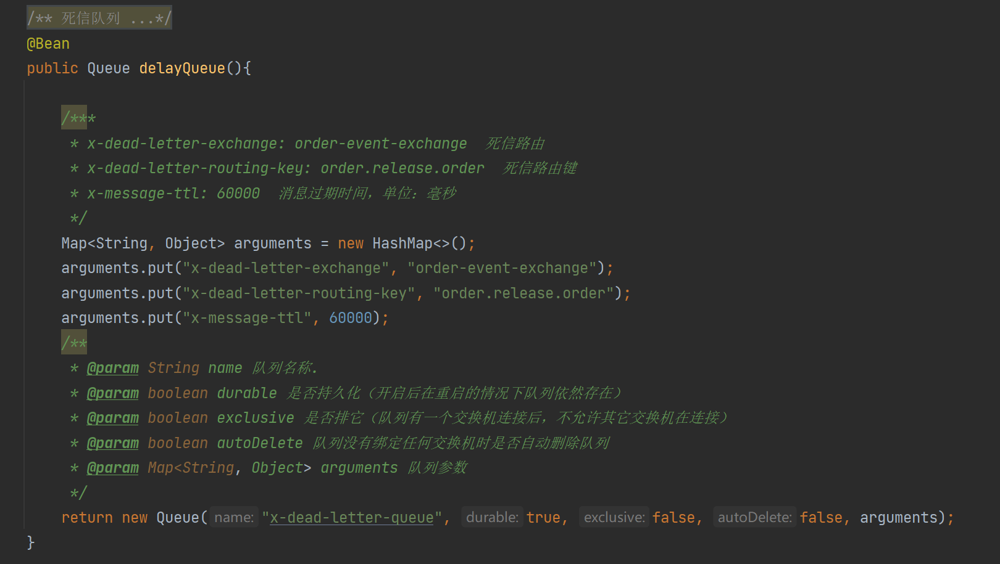 /** 死信队列 ...*/
@Bean
public Queue delayQueue(){
/***
* x-dead-letter-exchange: order-event-exchange  死信路由
* x-dead-letter-routing-key: order.release.order  死信路由键
* x-message-ttl: 60000  消息过期时间，单位：毫秒
*/
Map<String, Object> arguments = new HashMap<>();
arguments.put("x-dead-letter-exchange", "order-event-exchange");
arguments.put("x-dead-letter-routing-key", "order.release.order");
arguments.put("x-message-ttl", 60000);
/**
* @param String name 队列名称.
* @param boolean durable 是否持久化（开启后在重启的情况下队列依然存在）
* @param boolean exclusive 是否排它（队列有一个交换机连接后，不允许其它交换机在连接）
* @param boolean autoDelete 队列没有绑定任何交换机时是否自动删除队列
* @param Map<String, Object> arguments 队列参数
*/
return new Queue( name: "x-dead-letter-queue", durable: true, exclusive: false, autoDelete: false, arguments);
}